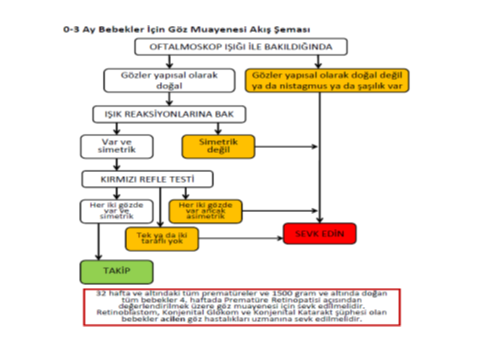 0-3 Ay Bebekler İçin Göz Muayenesi Akış Şeması
OFTALMOSKOP IŞIĞI İLE BAKILDIĞINDA
Gözler yapısal olarak
doğal
Gözler yapısal olarak doğal değil
ya da nistagmus ya da şaşılık var
IŞIK REAKSİYONLARINA BAK
Var ve
simetrik
Simetrik
değil
KIRMIZI REFLE TESTİ
Her iki gözde
var ve
simetrik
Her iki gözde
var ancak
asimetrik
Tek ya da iki
taraflı yok
SEVK EDİN
TAKİP
32 hafta ve altındaki tüm prematüreler ve 1500 gram ve altında doğan
tüm bebekler 4. haftada Prematüre Retinopatisi açısından
değerlendirilmek üzere göz muayenesi için sevk edilmelidir.
Retinoblastom, Konjenital Glokom ve Konjenital Katarakt şüphesi olan
bebekler acilen göz hastalıkları uzmanına sevk edilmelidir.